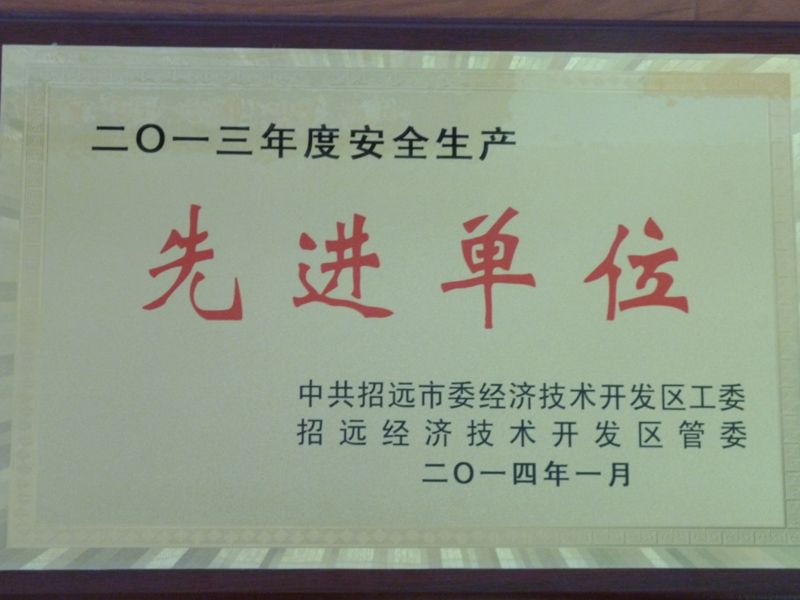 二〇一三年度安全生产
先进单位
中共招远市委经济技术开发区工委
招远经济技术开发区管委
二〇一四年一月